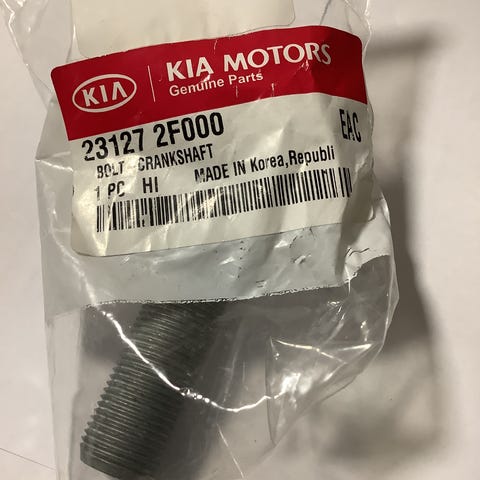 KIA
KIA MOTORS
Genuine Parts
23127 2F000
EAC
BOLT-CRANKSHAFT
1 PC HI MADE IN Korea,Republi